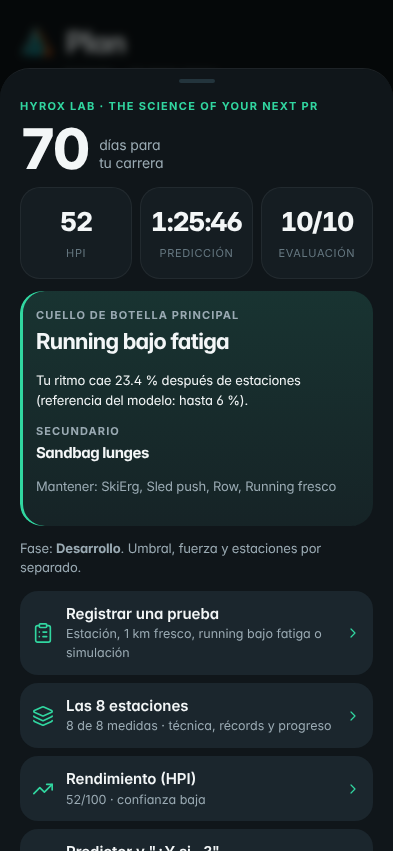 Plan
HYROX LAB · THE SCIENCE OF YOUR NEXT PR
70
días para
tu carrera
52
HPI
1:25:46
PREDICCIÓN
10/10
EVALUACIÓN
CUELLO DE BOTELLA PRINCIPAL
Running bajo fatiga
Tu ritmo cae 23.4 % después de estaciones
(referencia del modelo: hasta 6 %).
SECUNDARIO
Sandbag lunges
Mantener: SkiErg, Sled push, Row, Running fresco
Fase: Desarrollo. Umbral, fuerza y estaciones por
separado.
Registrar una prueba
Estación, 1 km fresco, running bajo fatiga o
simulación
Las 8 estaciones
8 de 8 medidas · técnica, récords y progreso
Rendimiento (HPI)
52/100 · confianza baja
Predictor y "¿Y si...?"